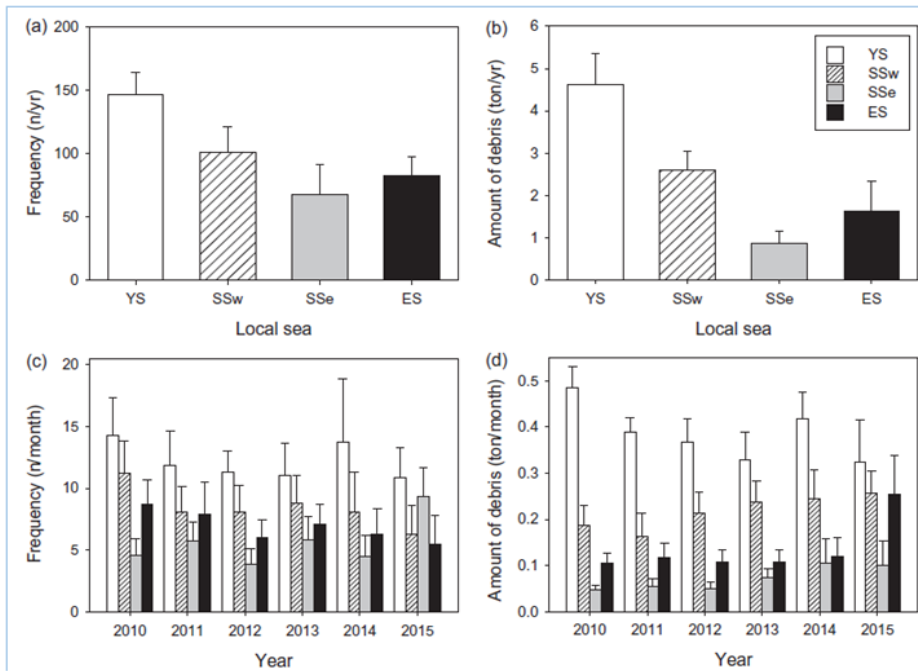 (a)
Frequency (n/yr)
200
150
100
50
0
YS SSw SSe ES
Local sea
(b)
Amount of debris (ton/yr)
6
5
4
3
2
1
0
YS
SSw
SSe
ES
YS SSw SSe ES
Local sea
(c)
Frequency (n/month)
20
15
10
5
0
2010 2011 2012 2013 2014 2015
Year
(d)
Amount of debris (ton/month)
0.5
0.4
0.3
0.2
0.1
0.0
2010 2011 2012 2013 2014 2015
Year